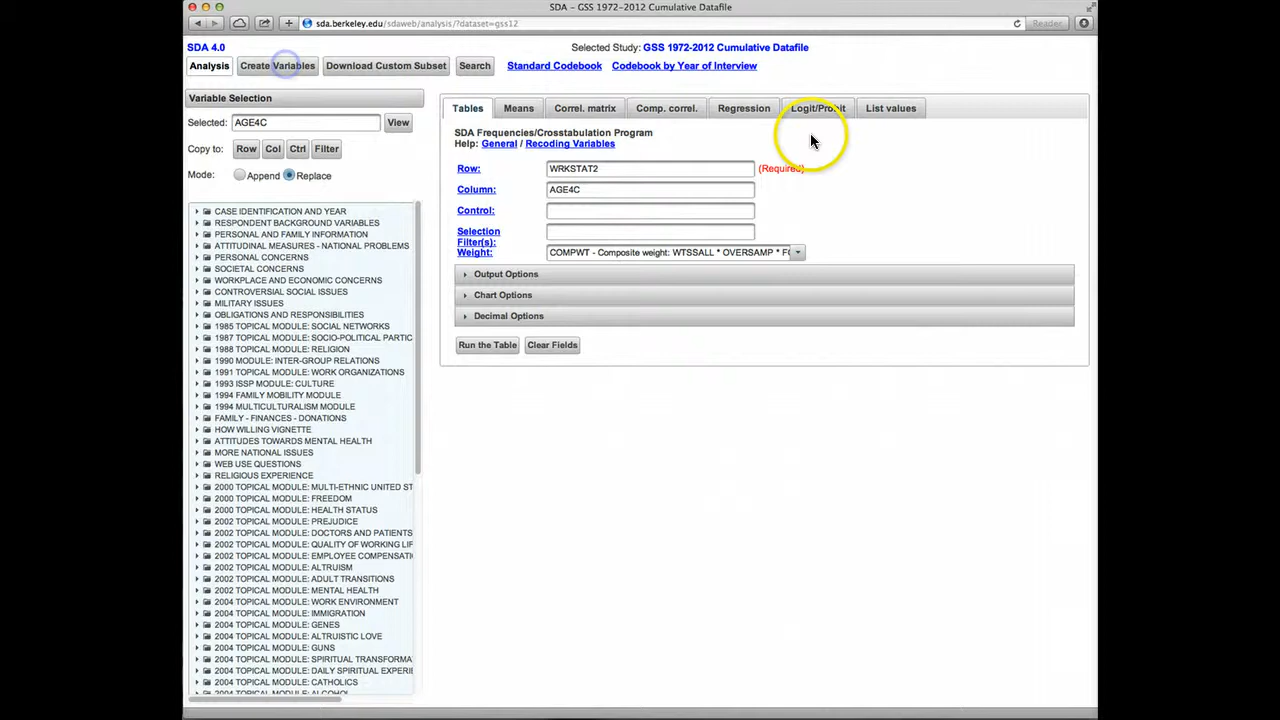 SDA – GSS 1972-2012 Cumulative Datafile
sda.berkeley.edu/sdaweb/analysis/?dataset=gss12
Reader
SDA 4.0
Selected Study: GSS 1972-2012 Cumulative Datafile
Analysis
Create Variables
Download Custom Subset
Search
Standard Codebook
Codebook by Year of Interview
Variable Selection
Selected: AGE4C View
Copy to: Row Col Ctrl Filter
Mode: Append Replace
CASE IDENTIFICATION AND YEAR
RESPONDENT BACKGROUND VARIABLES
PERSONAL AND FAMILY INFORMATION
ATTITUDINAL MEASURES - NATIONAL PROBLEMS
PERSONAL CONCERNS
SOCIETAL CONCERNS
WORKPLACE AND ECONOMIC CONCERNS
CONTROVERSIAL SOCIAL ISSUES
MILITARY ISSUES
OBLIGATIONS AND RESPONSIBILITIES
1985 TOPICAL MODULE: SOCIAL NETWORKS
1987 TOPICAL MODULE: SOCIO-POLITICAL PARTIC
1988 TOPICAL MODULE: RELIGION
1990 MODULE: INTER-GROUP RELATIONS
1991 TOPICAL MODULE: WORK ORGANIZATIONS
1993 ISSP MODULE: CULTURE
1994 FAMILY MOBILITY MODULE
1994 MULTICULTURALISM MODULE
FAMILY - FINANCES - DONATIONS
HOW WILLING VIGNETTE
ATTITUDES TOWARDS MENTAL HEALTH
MORE NATIONAL ISSUES
WEB USE QUESTIONS
RELIGIOUS EXPERIENCE
2000 TOPICAL MODULE: MULTI-ETHNIC UNITED ST
2000 TOPICAL MODULE: FREEDOM
2000 TOPICAL MODULE: HEALTH STATUS
2002 TOPICAL MODULE: PREJUDICE
2002 TOPICAL MODULE: DOCTORS AND PATIENTS
2002 TOPICAL MODULE: QUALITY OF WORKING LIF
2002 TOPICAL MODULE: EMPLOYEE COMPENSATI
2002 TOPICAL MODULE: ALTRUISM
2002 TOPICAL MODULE: ADULT TRANSITIONS
2002 TOPICAL MODULE: MENTAL HEALTH
2004 TOPICAL MODULE: WORK ENVIRONMENT
2004 TOPICAL MODULE: IMMIGRATION
2004 TOPICAL MODULE: GENES
2004 TOPICAL MODULE: ALTRUISTIC LOVE
2004 TOPICAL MODULE: GUNS
2004 TOPICAL MODULE: SPIRITUAL TRANSFORMA
2004 TOPICAL MODULE: DAILY SPIRITUAL EXPERI
2004 TOPICAL MODULE: CATHOLICS
2004 TOPICAL MODULE: ALCOHOL
Tables
Means
Correl. matrix
Comp. correl.
Regression
Logit/Probit
List values
SDA Frequencies/Crosstabulation Program
Help: General / Recoding Variables
Row: WRKSTAT2 (Required)
Column: AGE4C
Control:
Selection
Filter(s):
Weight: COMPWT - Composite weight: WTSSALL * OVERSAMP * F
Output Options
Chart Options
Decimal Options
Run the Table
Clear Fields